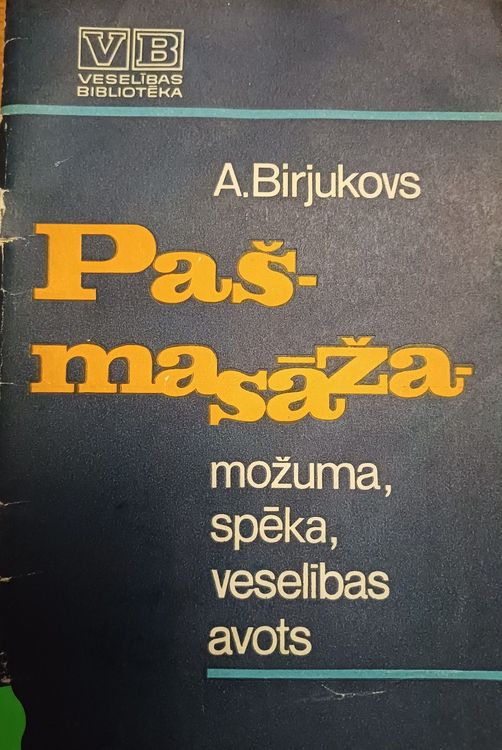 VB
VESELĪBAS
BIBLIOTĒKA
A.Birjukovs
Paš-
masāža-
možuma,
spēka,
veselības
avots